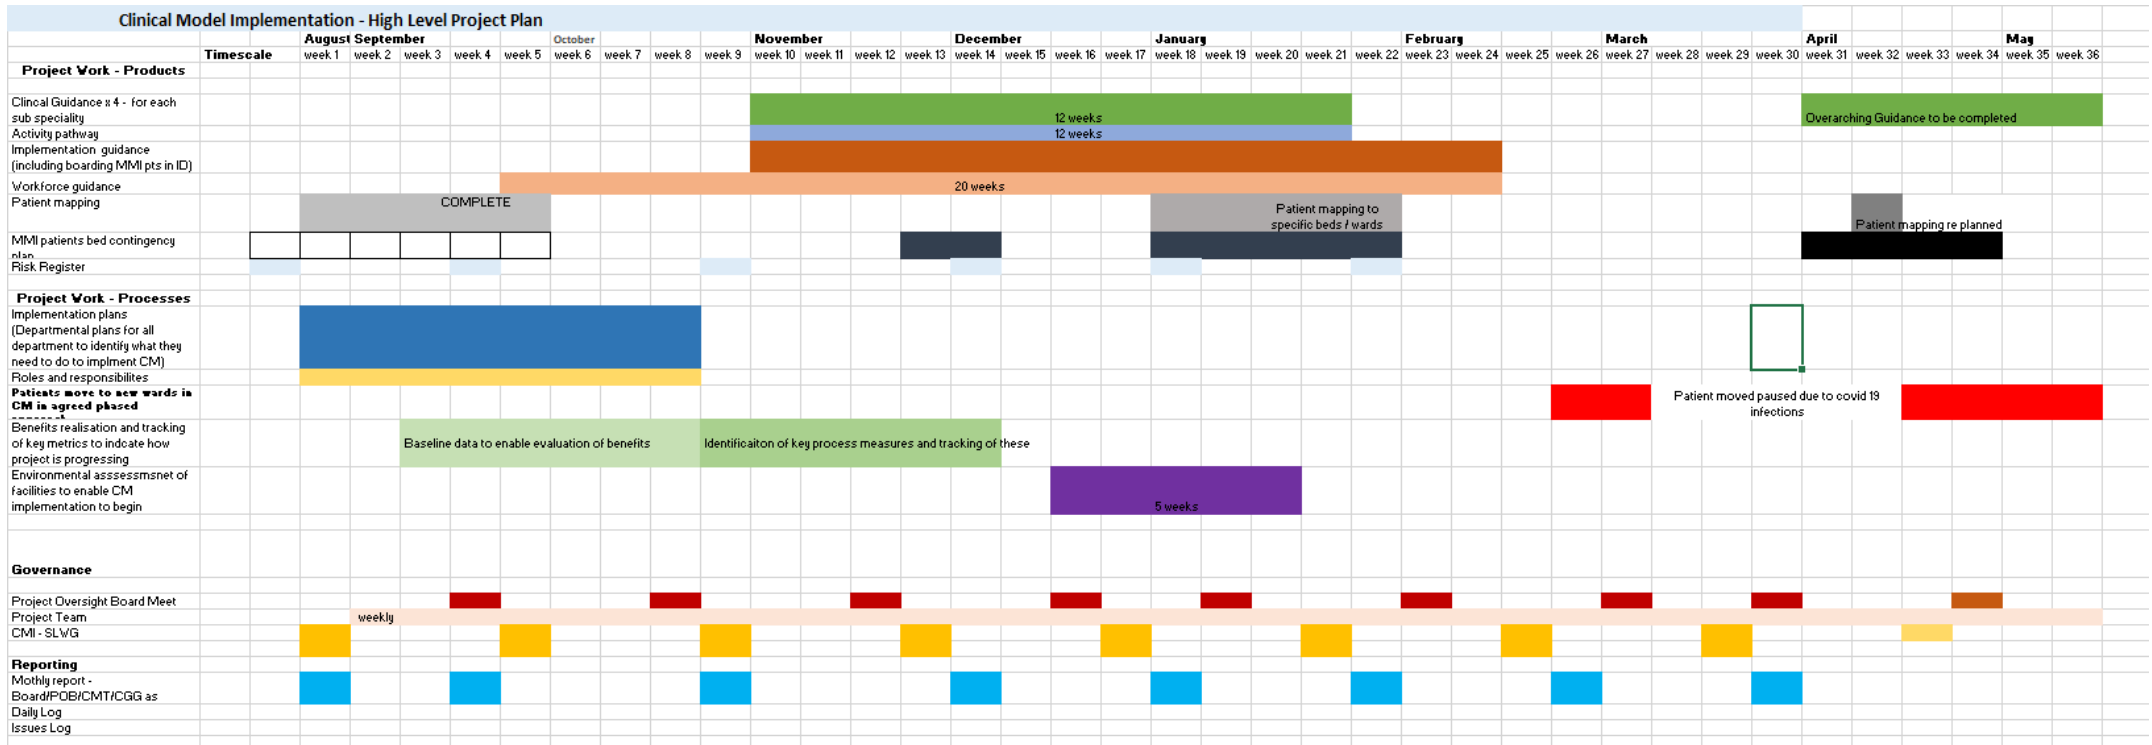 Clinical Model Implementation - High Level Project Plan
August September October November December January February March April May
Timescale week 1 week 2 week 3 week 4 week 5 week 6 week 7 week 8 week 9 week 10 week 11 week 12 week 13 week 14 week 15 week 16 week 17 week 18 week 19 week 20 week 21 week 22 week 23 week 24 week 25 week 26 week 27 week 28 week 29 week 30 week 31 week 32 week 33 week 34 week 35 week 36
Project Work - Products
Clincal Guidance x 4 - for each
sub speciality
12 weeks
Overarching Guidance to be completed
Activity pathway
12 weeks
Implementation guidance
(including boarding MMI pts in ID)
Workforce guidance
20 weeks
Patient mapping
COMPLETE
Patient mapping to
specific beds / wards
Patient mapping re planned
MMI patients bed contingency
plan
Risk Register
Project Work - Processes
Implementation plans
(Departmental plans for all
department to identify what they
need to do to implment CM)
Roles and responsibilites
Patients move to new wards in
CM in agreed phased
Patient moved paused due to covid 19
infections
Benefits realisation and tracking
of key metrics to indcate how
project is progressing
Baseline data to enable evaluation of benefits
Identificaiton of key process measures and tracking of these
Environmental asssessmsnet of
facilities to enable CM
implementation to begin
5 weeks
Governance
Project Oversight Board Meet
Project Team
weekly
CMI - SLWG
Reporting
Mothly report -
Board/POB/CMT/CGG as
Daily Log
Issues Log